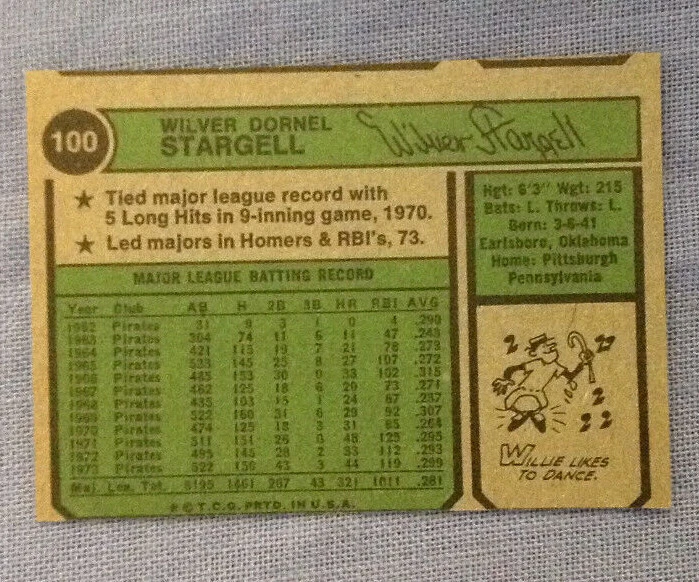 100
WILVER DORNEL
STARGELL
Wilver Stargell
★ Tied major league record with
5 Long Hits in 9-inning game, 1970.
★ Led majors in Homers & RBI's, 73.
Hgt: 6'3" Wgt: 215
Bats: L. Throws: L.
Born: 3-6-41
Earlsboro, Oklahoma
Home: Pittsburgh
Pennsylvania
MAJOR LEAGUE BATTING RECORD
Year Club AB H 2B 3B HR RBI AVG
1962 Pirates 31 9 3 1 0 4 .290
1963 Pirates 304 74 11 6 11 47 .243
1964 Pirates 421 115 19 7 21 78 .273
1965 Pirates 533 145 25 8 27 107 .272
1966 Pirates 485 153 30 0 33 102 .315
1967 Pirates 462 125 18 6 20 73 .271
1968 Pirates 435 103 15 1 24 67 .237
1969 Pirates 522 160 31 6 29 92 .307
1970 Pirates 474 125 18 3 31 85 .264
1971 Pirates 511 151 26 0 48 125 .295
1972 Pirates 495 145 28 2 33 112 .293
1973 Pirates 522 156 43 3 44 119 .299
Maj. Lea. Tot. 5195 1461 267 43 321 1011 .281
WILLIE LIKES
TO DANCE.
T.C.G. PRTD. IN U.S.A.